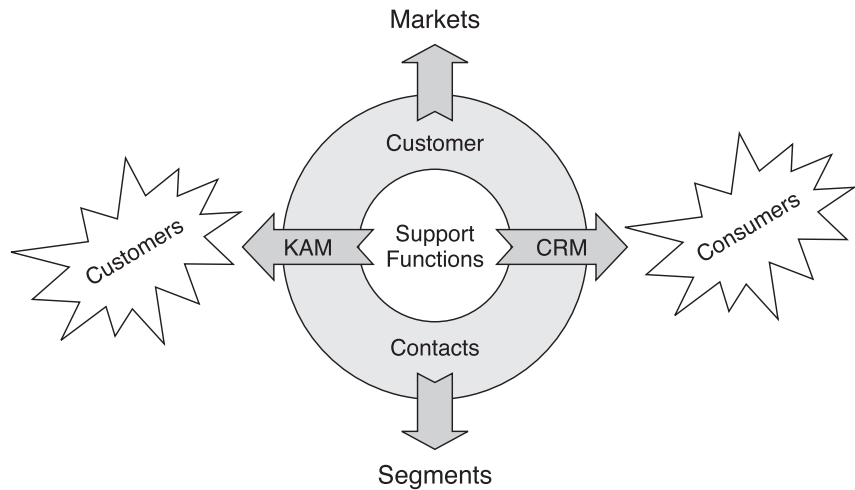 Markets
Customer
Customers
KAM
Support
Functions
CRM
Consumers
Contacts
Segments